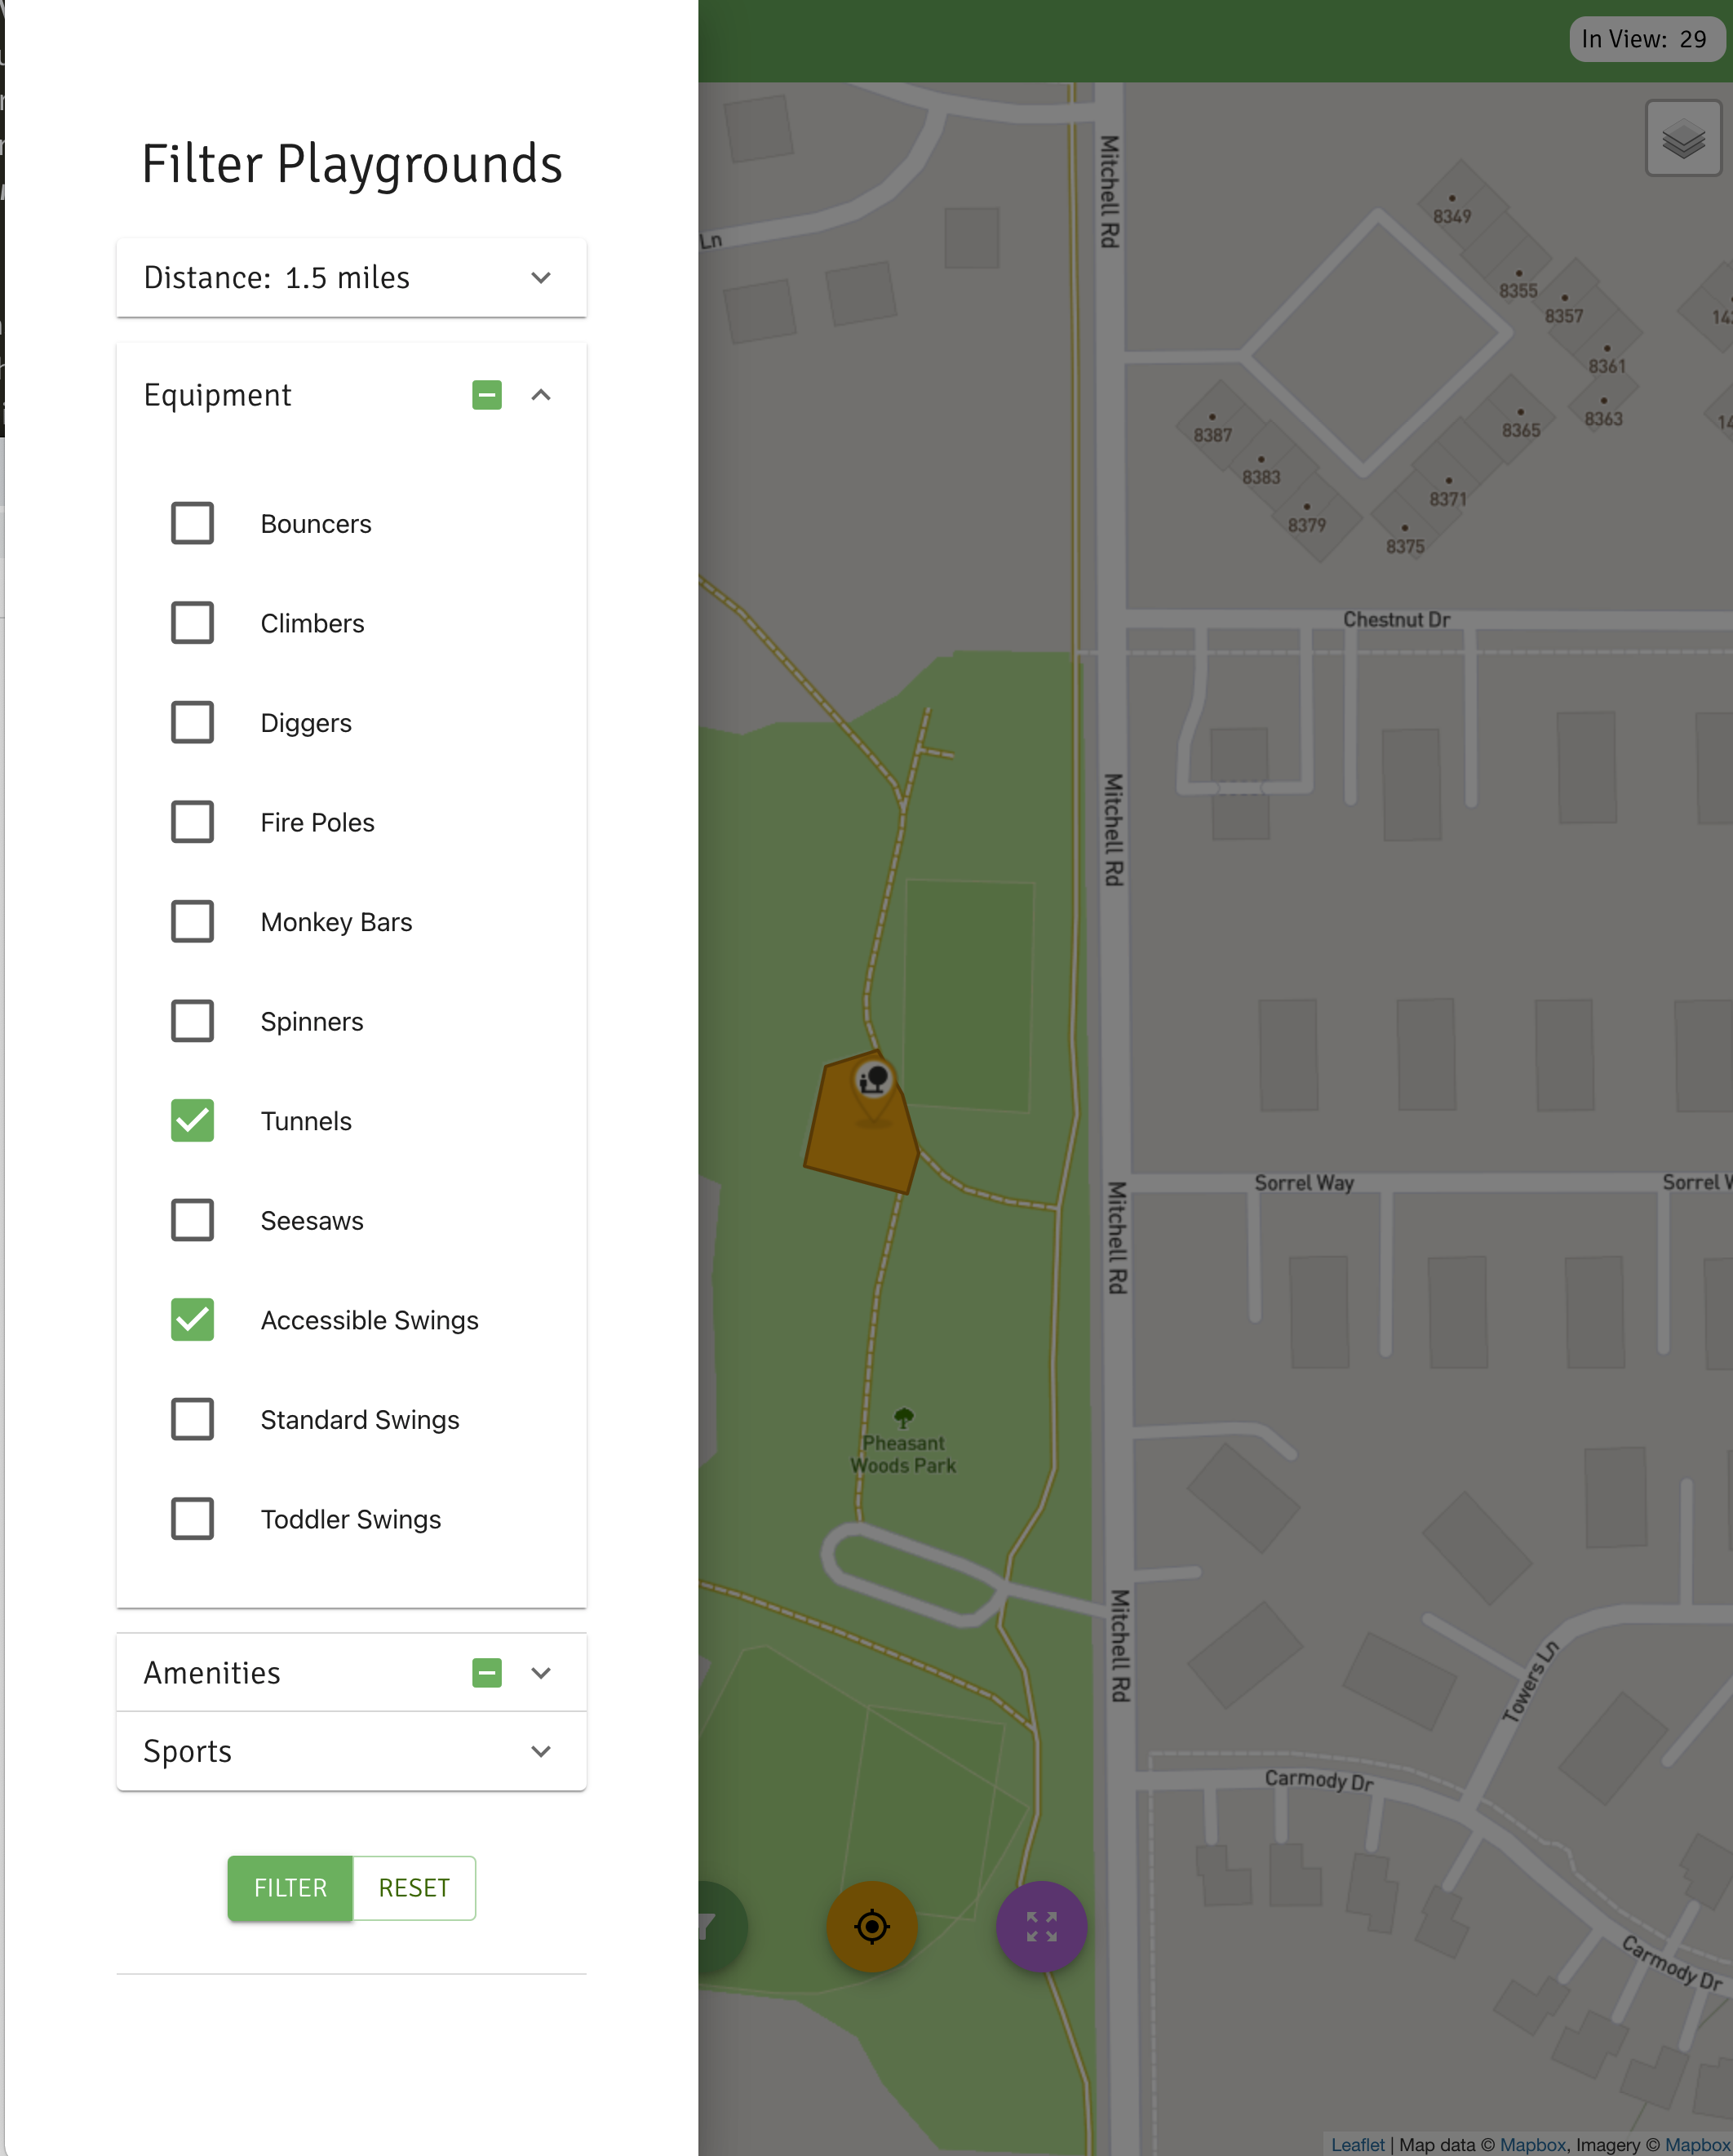 In View: 29
Filter Playgrounds
Distance: 1.5 miles
Equipment
Bouncers
Climbers
Diggers
Fire Poles
Monkey Bars
Spinners
Tunnels
Seesaws
Accessible Swings
Standard Swings
Toddler Swings
Amenities
Sports
FILTER
RESET
Ln
Mitchell Rd
8349
8355
8357
8361
8363
8365
8371
8375
8379
8383
8387
Chestnut Dr
Mitchell Rd
Sorrel Way
Mitchell Rd
Pheasant
Woods Park
Mitchell Rd
Towers Ln
Carmody Dr
Carmody Dr
Leaflet | Map data © Mapbox, Imagery © Mapbox